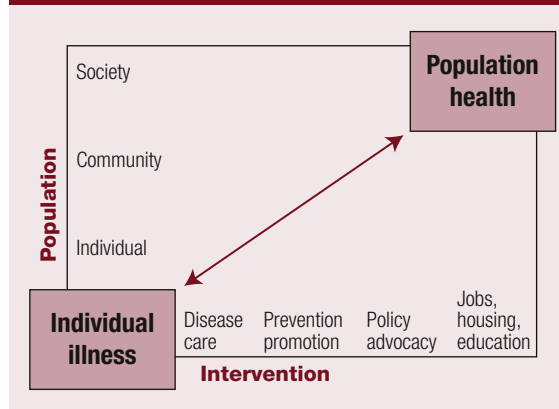 Population
health
Society
Community
Individual
Population
Individual
illness
Disease
care
Prevention
promotion
Policy
advocacy
Jobs,
housing,
education
Intervention